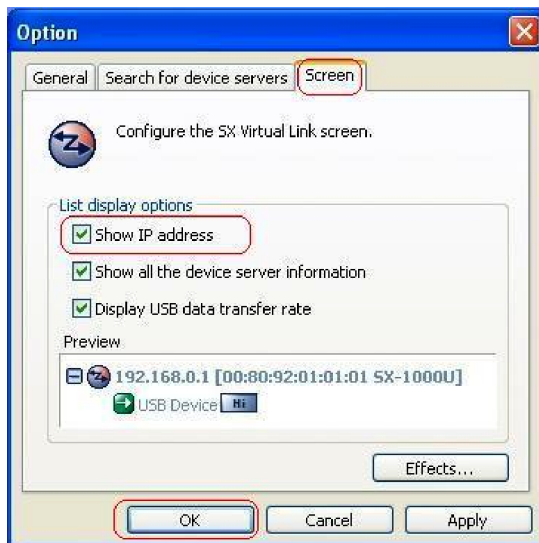 Option
General Search for device servers Screen
Configure the SX Virtual Link screen.
List display options
Show IP address
Show all the device server information
Display USB data transfer rate
Preview
192.168.0.1 [00:80:92:01:01:01 SX-1000U]
USB Device Hi
Effects...
OK Cancel Apply